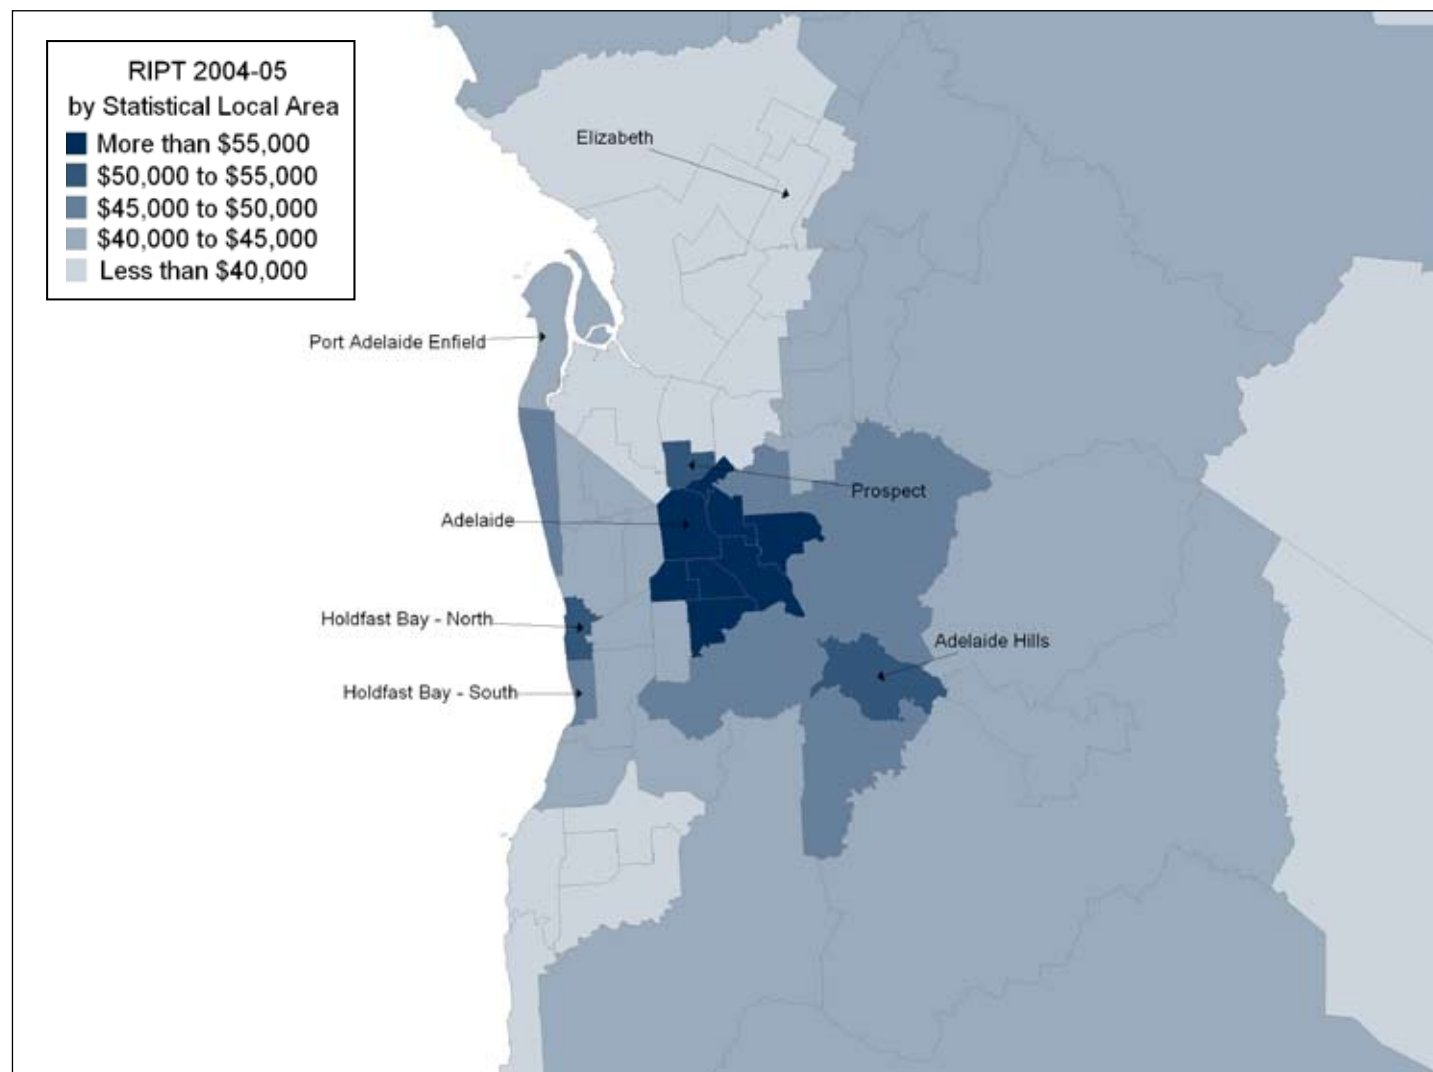 RIPT 2004-05
by Statistical Local Area
More than $55,000
$50,000 to $55,000
$45,000 to $50,000
$40,000 to $45,000
Less than $40,000
Elizabeth
Port Adelaide Enfield
Prospect
Adelaide
Holdfast Bay - North
Adelaide Hills
Holdfast Bay - South